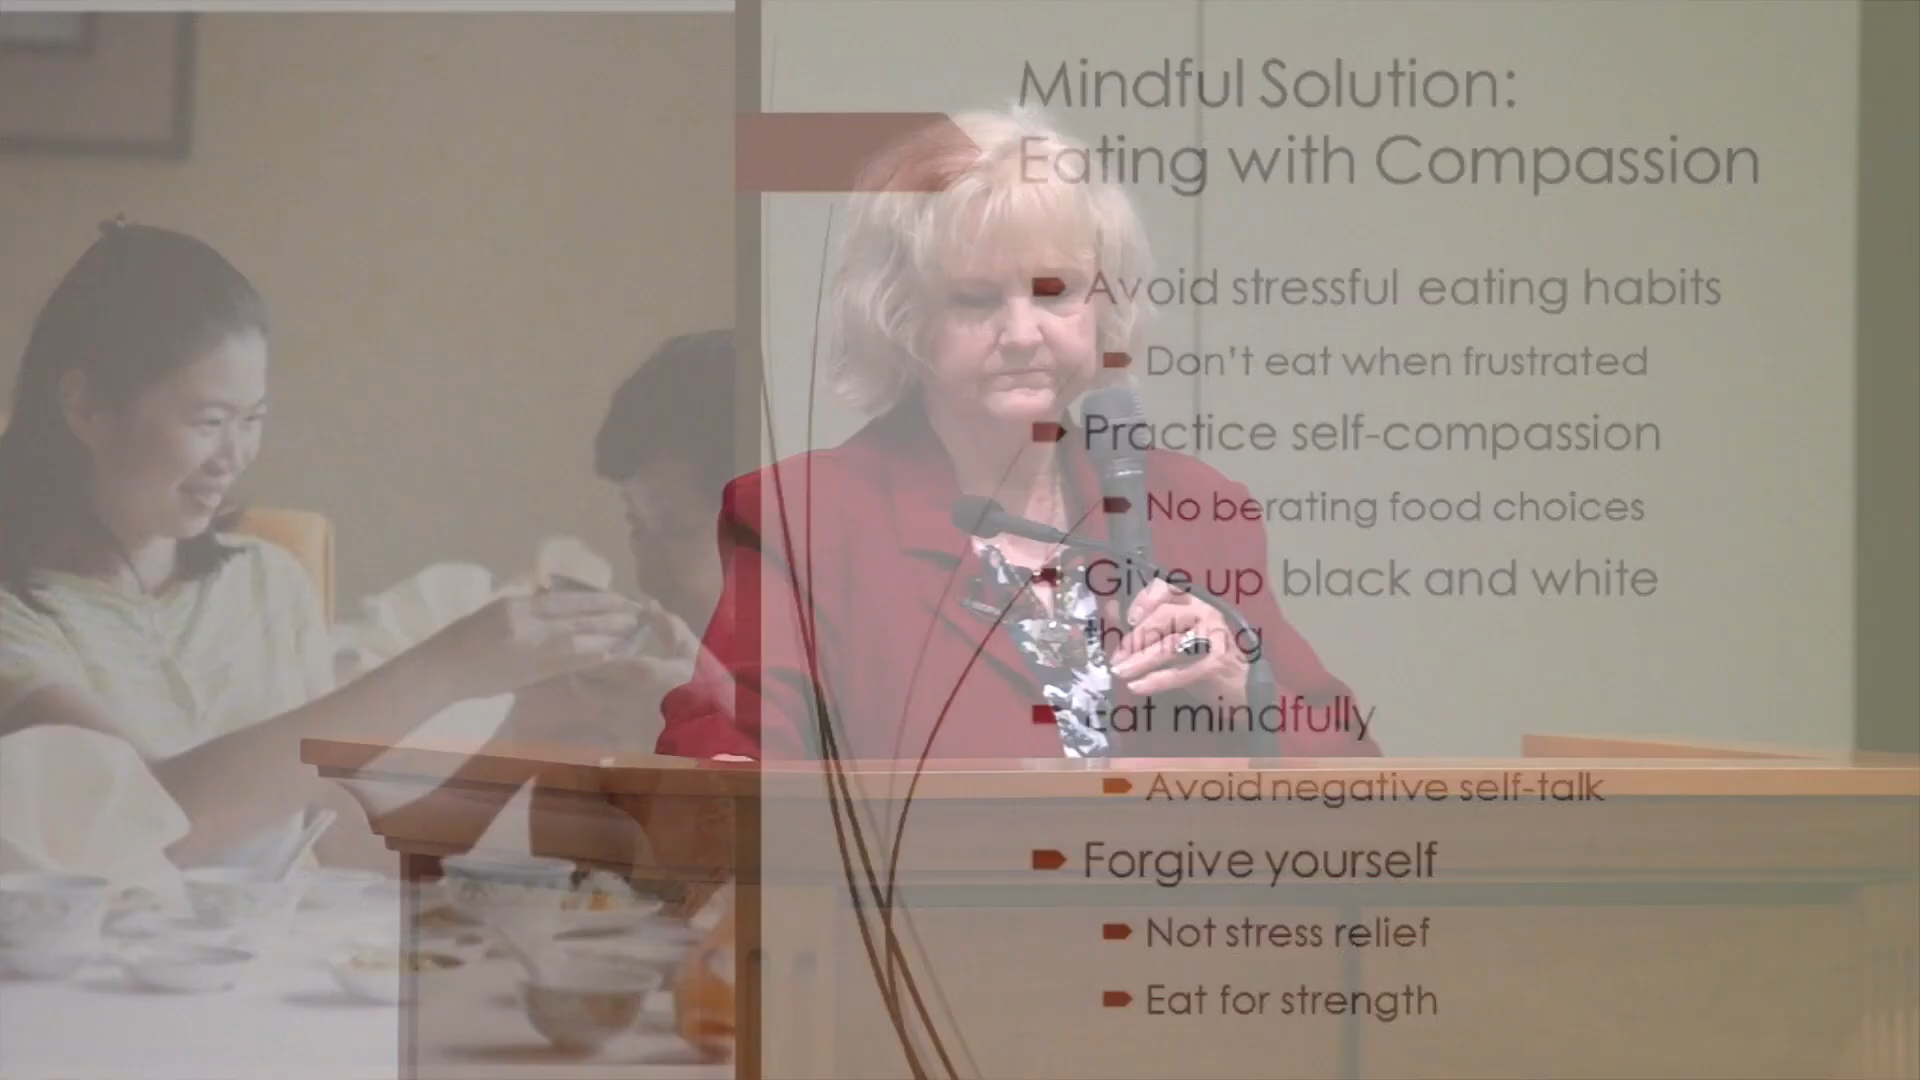 Mindful Solution:
Eating with Compassion
Avoid stressful eating habits
Don't eat when frustrated
Practice self-compassion
No berating food choices
Give up black and white
thinking
Eat mindfully
Avoid negative self-talk
Forgive yourself
Not stress relief
Eat for strength